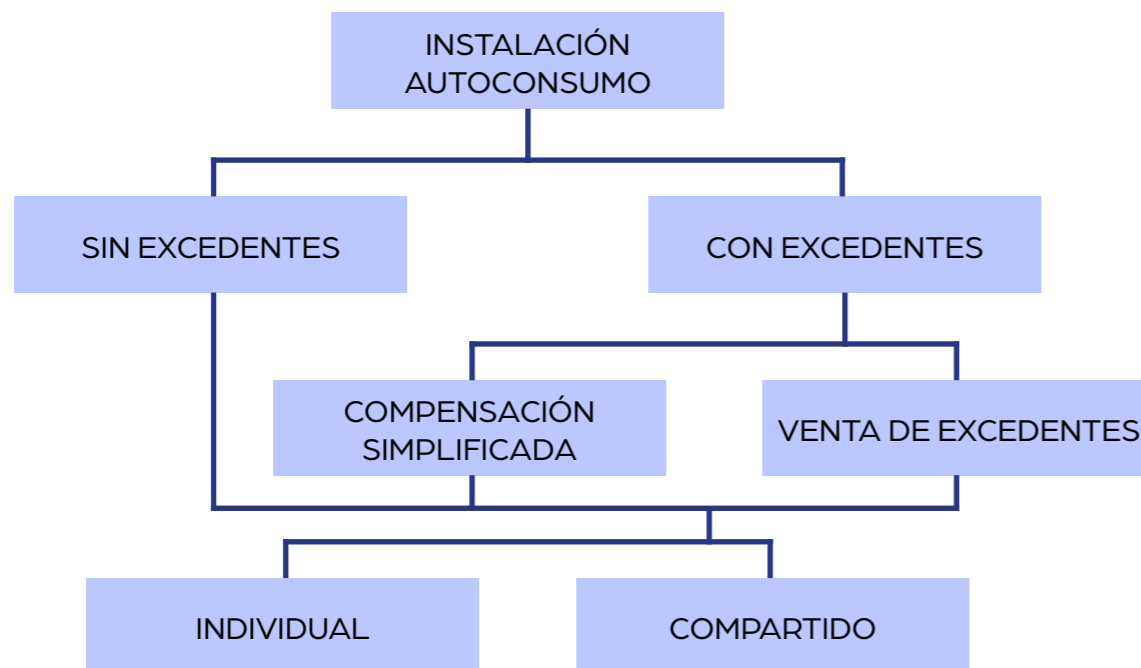 INSTALACIÓN
AUTOCONSUMO
SIN EXCEDENTES
CON EXCEDENTES
COMPENSACIÓN
SIMPLIFICADA
VENTA DE EXCEDENTES
INDIVIDUAL
COMPARTIDO